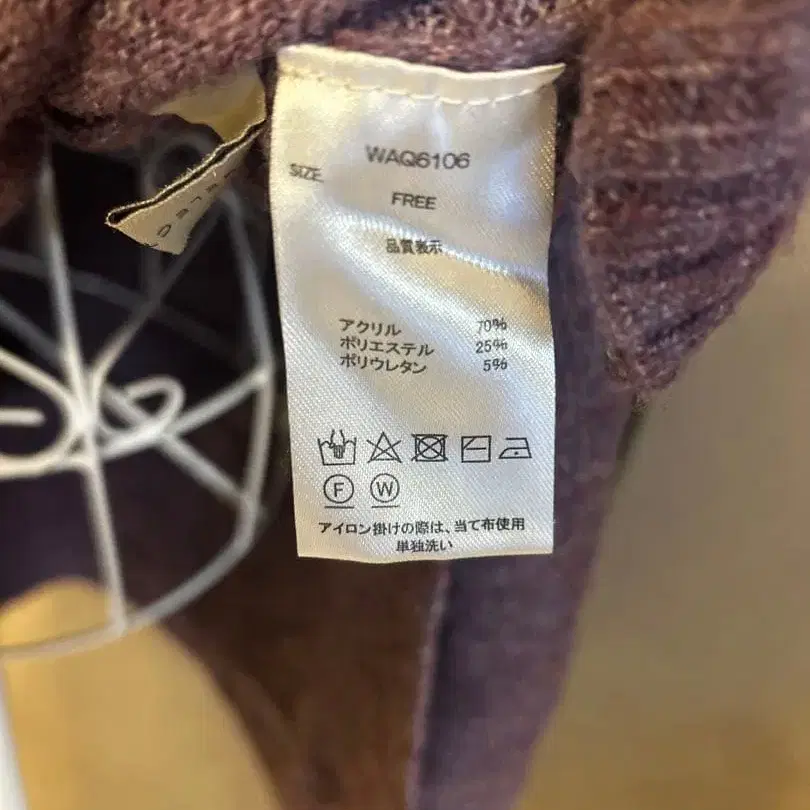 WAQ6106
SIZE
FREE
品質表示
アクリル 70%
ポリエステル 25%
ポリウレタン 5%
F W
アイロン掛けの際は、当て布使用
単独洗い